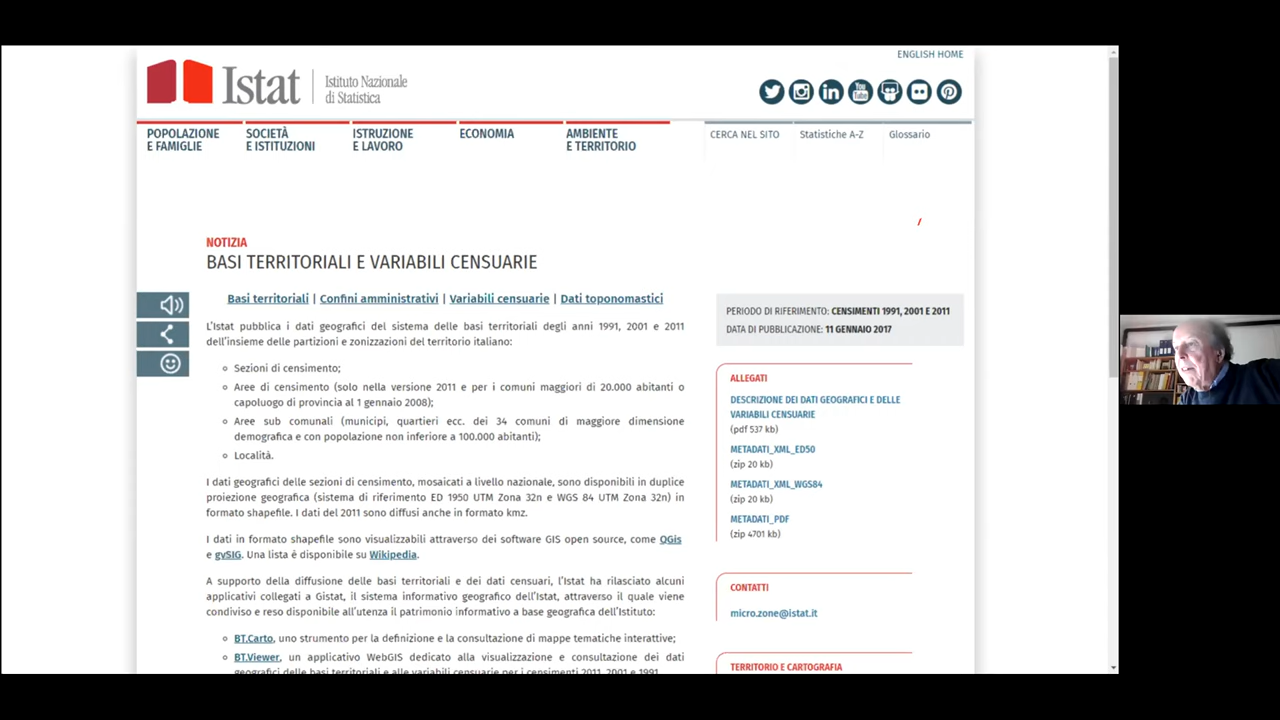 ENGLISH HOME
Istat
Istituto Nazionale
di Statistica
POPOLAZIONE
E FAMIGLIE
SOCIETÀ
E ISTITUZIONI
ISTRUZIONE
E LAVORO
ECONOMIA
AMBIENTE
E TERRITORIO
CERCA NEL SITO
Statistiche A-Z
Glossario
NOTIZIA
BASI TERRITORIALI E VARIABILI CENSUARIE
Basi territoriali | Confini amministrativi | Variabili censuarie | Dati toponomastici
L'Istat pubblica i dati geografici del sistema delle basi territoriali degli anni 1991, 2001 e 2011
dell'insieme delle partizioni e zonizzazioni del territorio italiano:
Sezioni di censimento;
Aree di censimento (solo nella versione 2011 e per i comuni maggiori di 20.000 abitanti o
capoluogo di provincia al 1 gennaio 2008);
Aree sub comunali (municipi, quartieri ecc. dei 34 comuni di maggiore dimensione
demografica e con popolazione non inferiore a 100.000 abitanti);
Località.
I dati geografici delle sezioni di censimento, mosaicati a livello nazionale, sono disponibili in duplice
proiezione geografica (sistema di riferimento ED 1950 UTM Zona 32n e WGS 84 UTM Zona 32n) in
formato shapefile. I dati del 2011 sono diffusi anche in formato kmz.
I dati in formato shapefile sono visualizzabili attraverso dei software GIS open source, come QGis
e gvSIG. Una lista è disponibile su Wikipedia.
A supporto della diffusione delle basi territoriali e dei dati censuari, l'Istat ha rilasciato alcuni
applicativi collegati a Gistat, il sistema informativo geografico dell'Istat, attraverso il quale viene
condiviso e reso disponibile all'utenza il patrimonio informativo a base geografica dell'Istituto:
BT.Carto, uno strumento per la definizione e la consultazione di mappe tematiche interattive;
BT.Viewer, un applicativo WebGIS dedicato alla visualizzazione e consultazione dei dati
geografici delle basi territoriali e alle variabili censuarie per i censimenti 2011, 2001 e 1991
PERIODO DI RIFERIMENTO: CENSIMENTI 1991, 2001 E 2011
DATA DI PUBBLICAZIONE: 11 GENNAIO 2017
ALLEGATI
DESCRIZIONE DEI DATI GEOGRAFICI E DELLE
VARIABILI CENSUARIE
(pdf 537 kb)
METADATI_XML_ED50
(zip 20 kb)
METADATI_XML_WGS84
(zip 20 kb)
METADATI_PDF
(zip 4701 kb)
CONTATTI
micro.zone@istat.it
TERRITORIO E CARTOGRAFIA